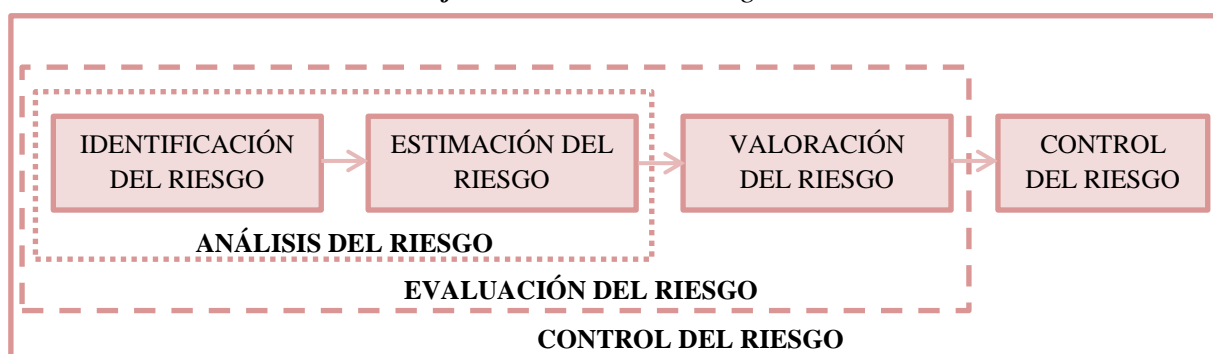 IDENTIFICACIÓN
DEL RIESGO
ESTIMACIÓN DEL
RIESGO
VALORACIÓN
DEL RIESGO
CONTROL
DEL RIESGO
ANÁLISIS DEL RIESGO
EVALUACIÓN DEL RIESGO
CONTROL DEL RIESGO